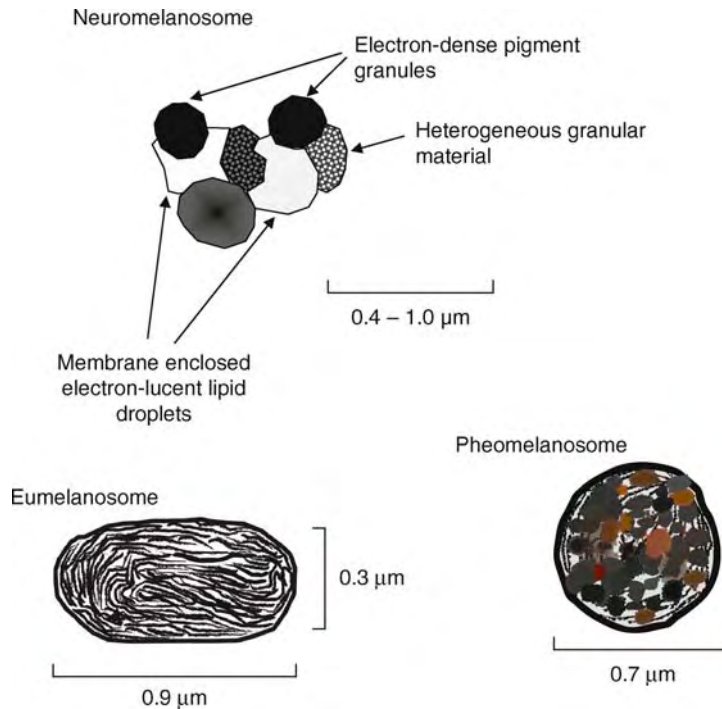 Neuromelanosome
Electron-dense pigment
granules
Heterogeneous granular
material
0.4 – 1.0 µm
Membrane enclosed
electron-lucent lipid
droplets
Pheomelanosome
Eumelanosome
0.3 µm
0.9 µm
0.7 µm